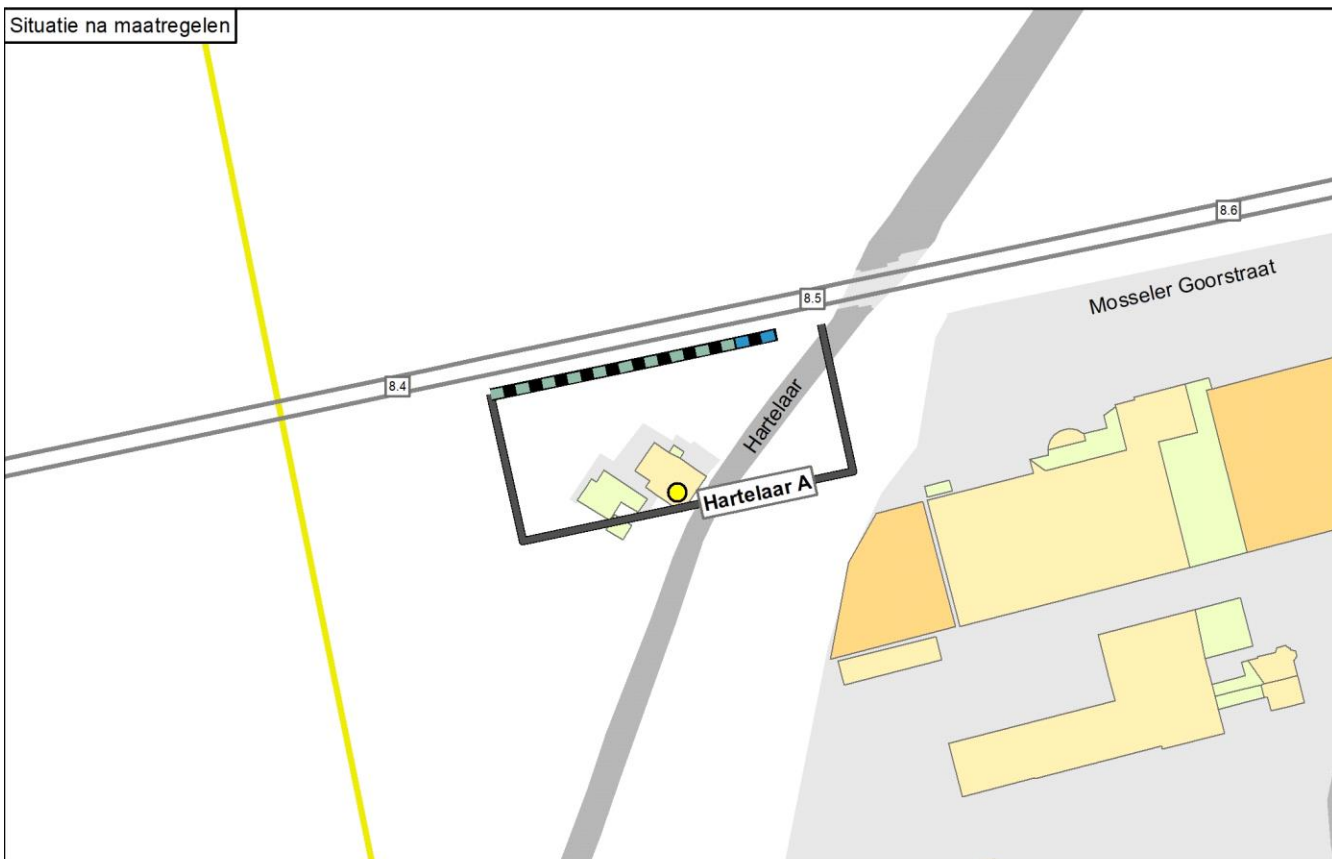 Situatie na maatregelen
8.6
Mosseler Goorstraat
8.5
8.4
Hartelaar
Hartelaar A